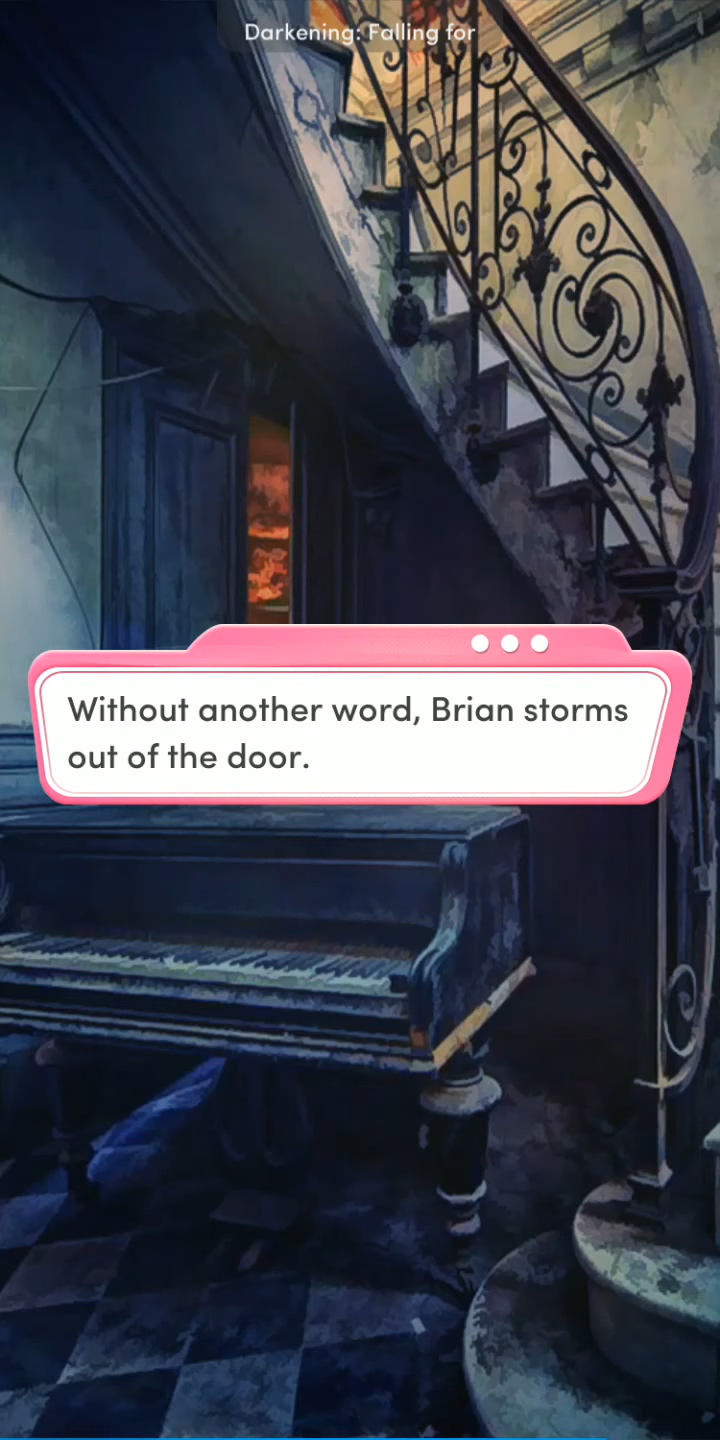 Darkening: Falling for
Without another word, Brian storms
out of the door.